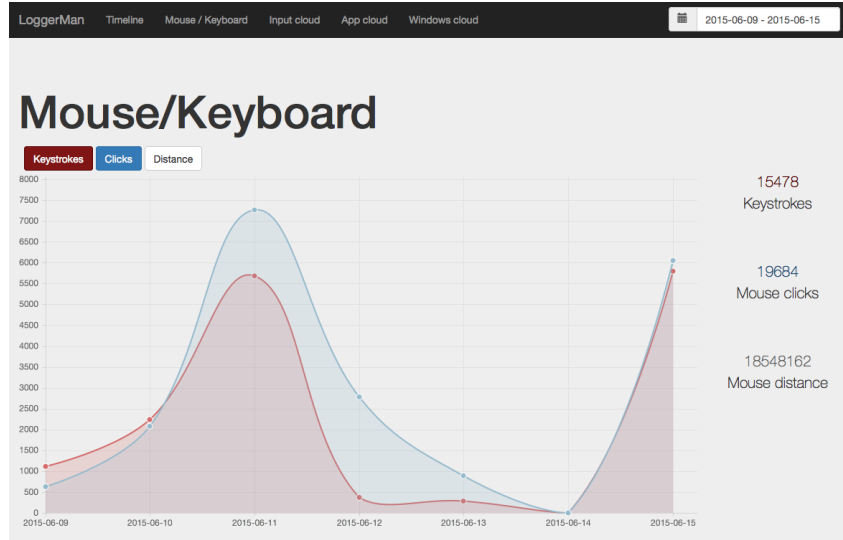 LoggerMan Timeline Mouse / Keyboard Input cloud App cloud Windows cloud 2015-06-09 - 2015-06-15
Mouse/Keyboard
Keystrokes Clicks Distance
8000
7500
7000
6500
6000
5500
5000
4500
4000
3500
3000
2500
2000
1500
1000
500
0
2015-06-09 2015-06-10 2015-06-11 2015-06-12 2015-06-13 2015-06-14 2015-06-15
15478
Keystrokes
19684
Mouse clicks
18548162
Mouse distance